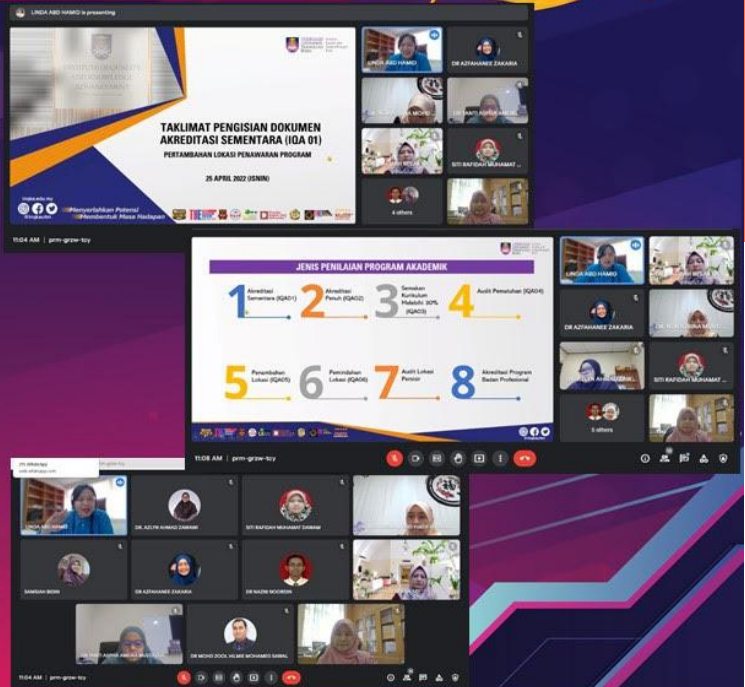 LINDA ABD HAMID is presenting
TAKLIMAT PENGISIAN DOKUMEN
AKREDITASI SEMENTARA (IQA 01)
PERTAMBAHAN LOKASI PENAWARAN PROGRAM
25 APRIL 2022 (ISNIN)
#Menyerlahkan Potensi
#Membentuk Masa Hadapan
LINDA ABD HAMID
DR AZFAHANEE ZAKARIA
SITI RAFIDAH MUHAMAT ...
4 others
11:04 AM | prm-grzw-tcy
JENIS PENILAIAN PROGRAM AKADEMIK
1 Akreditasi
Sementara (IQA01)
2 Akreditasi
Penuh (IQA02)
3 Semakan
Kurikulum
Melebihi 30%
(IQA03)
4 Audit Pematuhan (IQA04)
5 Penambahan
Lokasi (IQA05)
6 Pemindahan
Lokasi (IQA06)
7 Audit Lokasi
Persisir
8 Akreditasi Program
Badan Profesional
LINDA ABD HAMID
DR AZFAHANEE ZAKARIA
SITI RAFIDAH MUHAMAT ...
5 others
11:08 AM | prm-grzw-tcy
LINDA ABD HAMID
DR. AZLYN AHMAD ZAWAWI
SITI RAFIDAH MUHAMAT DAWAM
SAMSIAH BIDIN
DR AZFAHANEE ZAKARIA
DR NAZNI NOORDIN
DR MOHD ZOOL HILMIE MOHAMED SAWAL
11:04 AM | prm-grzw-tcy